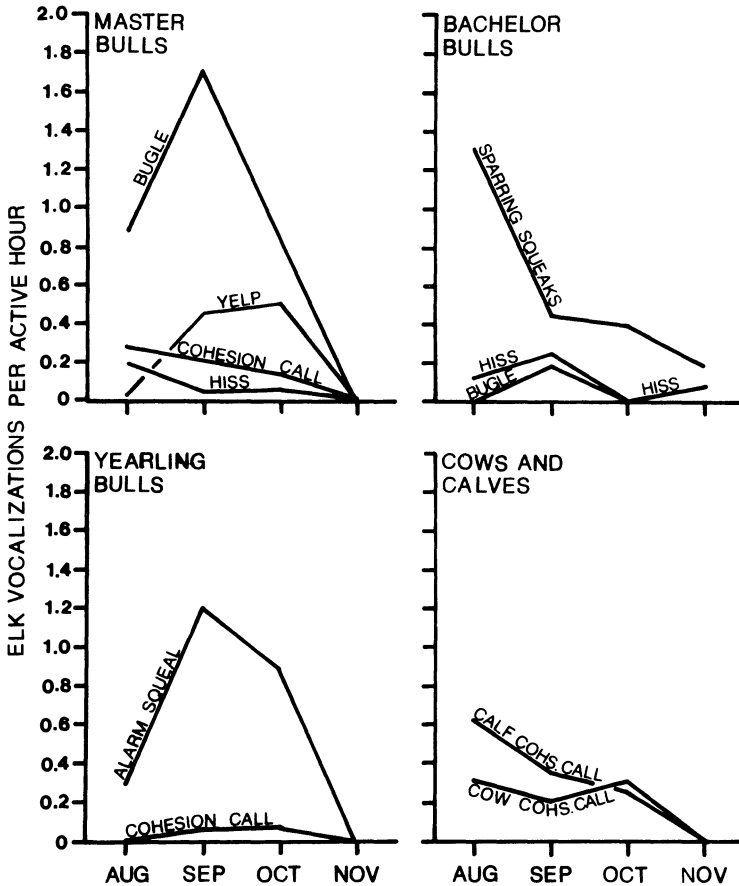 ELK VOCALIZATIONS PER ACTIVE HOUR
MASTER
BULLS
2.0
1.8
1.6
1.4
1.2
1.0
0.8
0.6
0.4
0.2
0
BUGLE
YELP
COHESION CALL
HISS
BACHELOR
BULLS
SPARRING SQUEAKS
HISS
BUGLE
HISS
YEARLING
BULLS
2.0
1.8
1.6
1.4
1.2
1.0
0.8
0.6
0.4
0.2
0
ALARM SQUEAL
COHESION CALL
AUG SEP OCT NOV
COWS AND
CALVES
CALF COHS. CALL
COW COHS. CALL
AUG SEP OCT NOV